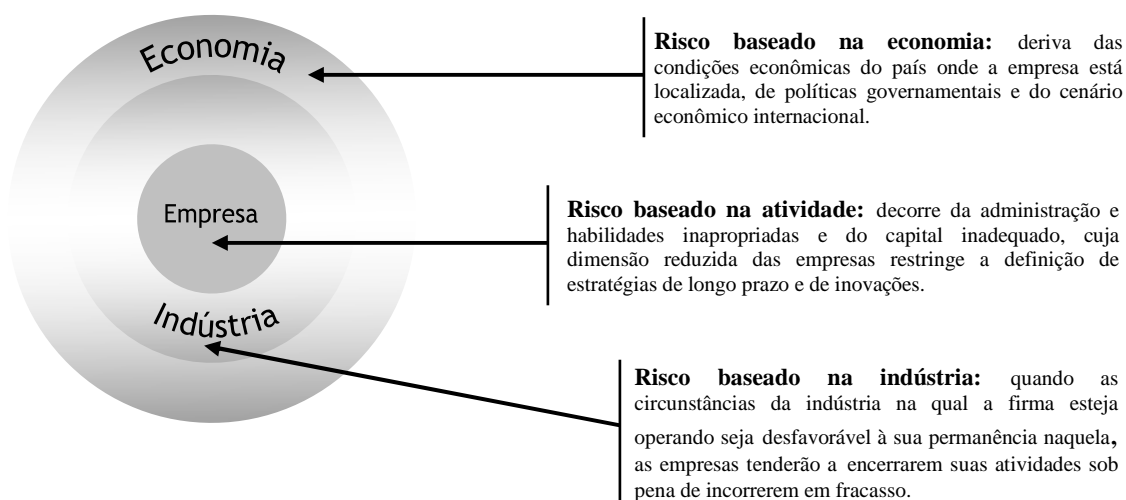 Economia
Empresa
Indústria
Risco baseado na economia: deriva das
condições econômicas do país onde a empresa está
localizada, de políticas governamentais e do cenário
econômico internacional.
Risco baseado na atividade: decorre da administração e
habilidades inapropriadas e do capital inadequado, cuja
dimensão reduzida das empresas restringe a definição de
estratégias de longo prazo e de inovações.
Risco baseado na indústria: quando as
circunstâncias da indústria na qual a firma esteja
operando seja desfavorável à sua permanência naquela,
as empresas tenderão a encerrarem suas atividades sob
pena de incorrerem em fracasso.